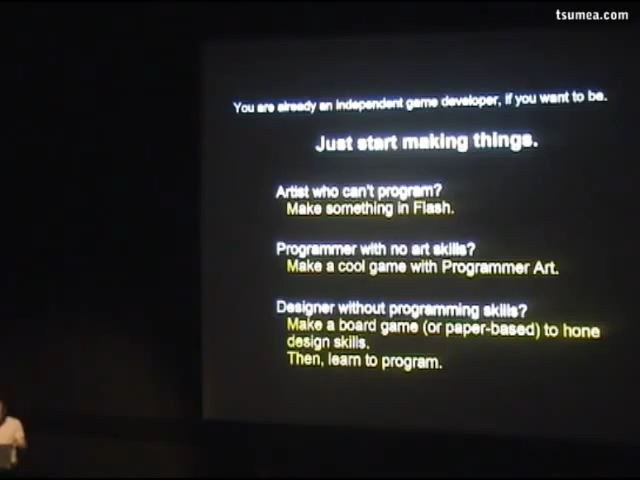 tsumea.com
You are already an independent game developer, if you want to be.
Just start making things.
Artist who can't program?
Make something in Flash.
Programmer with no art skills?
Make a cool game with Programmer Art.
Designer without programming skills?
Make a board game (or paper-based) to hone
design skills.
Then, learn to program.